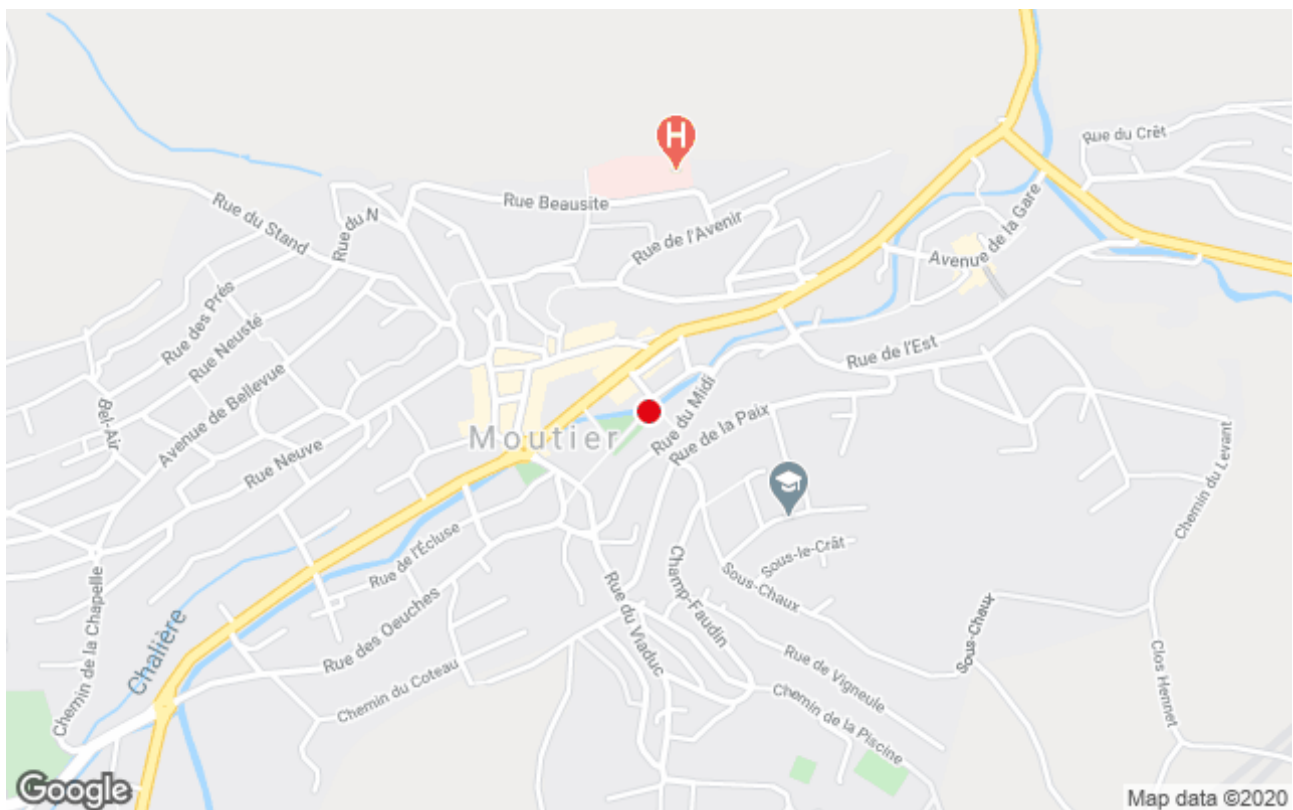 H
Rue du Crêt
Rue Beausite
Rue du Stand
Rue du N
Rue de l'Avenir
Avenue de la Gare
Rue des Prés
Rue Neusté
Rue de l'Est
Avenue de Bellevue
Bel-Air
Rue du Midi
Rue de la Paix
Moutier
Rue Neuve
Chemin du Levant
Rue de l'Écluse
Sous-le-Crât
Champ-Faudin
Sous-Chaux
Rue du Viaduc
Sous-Chaux
Chemin de la Chapelle
Chalière
Rue des Oeuches
Rue de Vigneule
Clos Hennet
Chemin du Coteau
Chemin de la Piscine
Google
Map data ©2020